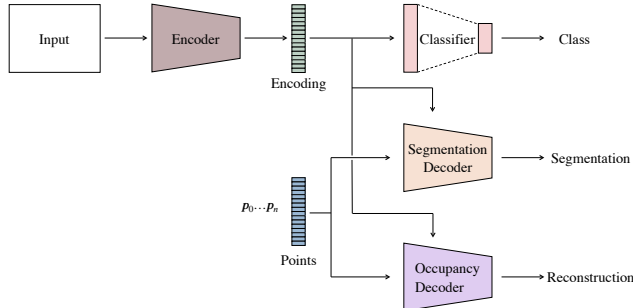 Input
Encoder
Encoding
Classifier
Class
Segmentation
Decoder
Segmentation
p0...pn
Points
Occupancy
Decoder
Reconstruction